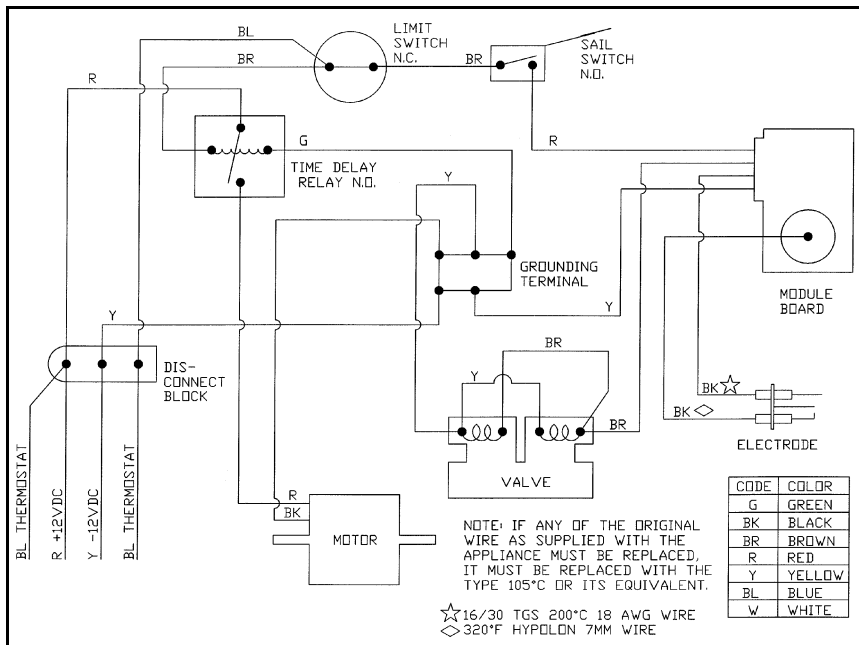 BL
LIMIT
SWITCH
N.C.
BR
BR
SAIL
SWITCH
N.O.
R
G
R
TIME DELAY
RELAY N.O.
Y
GROUNDING
TERMINAL
MODULE
BOARD
Y
Y
DIS-
CONNECT
BLOCK
BR
Y
BK
BK
BR
ELECTRODE
VALVE
BL THERMOSTAT
R +12VDC
Y -12VDC
BL THERMOSTAT
R
BK
MOTOR
NOTE: IF ANY OF THE ORIGINAL
WIRE AS SUPPLIED WITH THE
APPLIANCE MUST BE REPLACED,
IT MUST BE REPLACED WITH THE
TYPE 105°C OR ITS EQUIVALENT.
16/30 TGS 200°C 18 AWG WIRE
320°F HYPOLON 7MM WIRE
CODE COLOR
G GREEN
BK BLACK
BR BROWN
R RED
Y YELLOW
BL BLUE
W WHITE